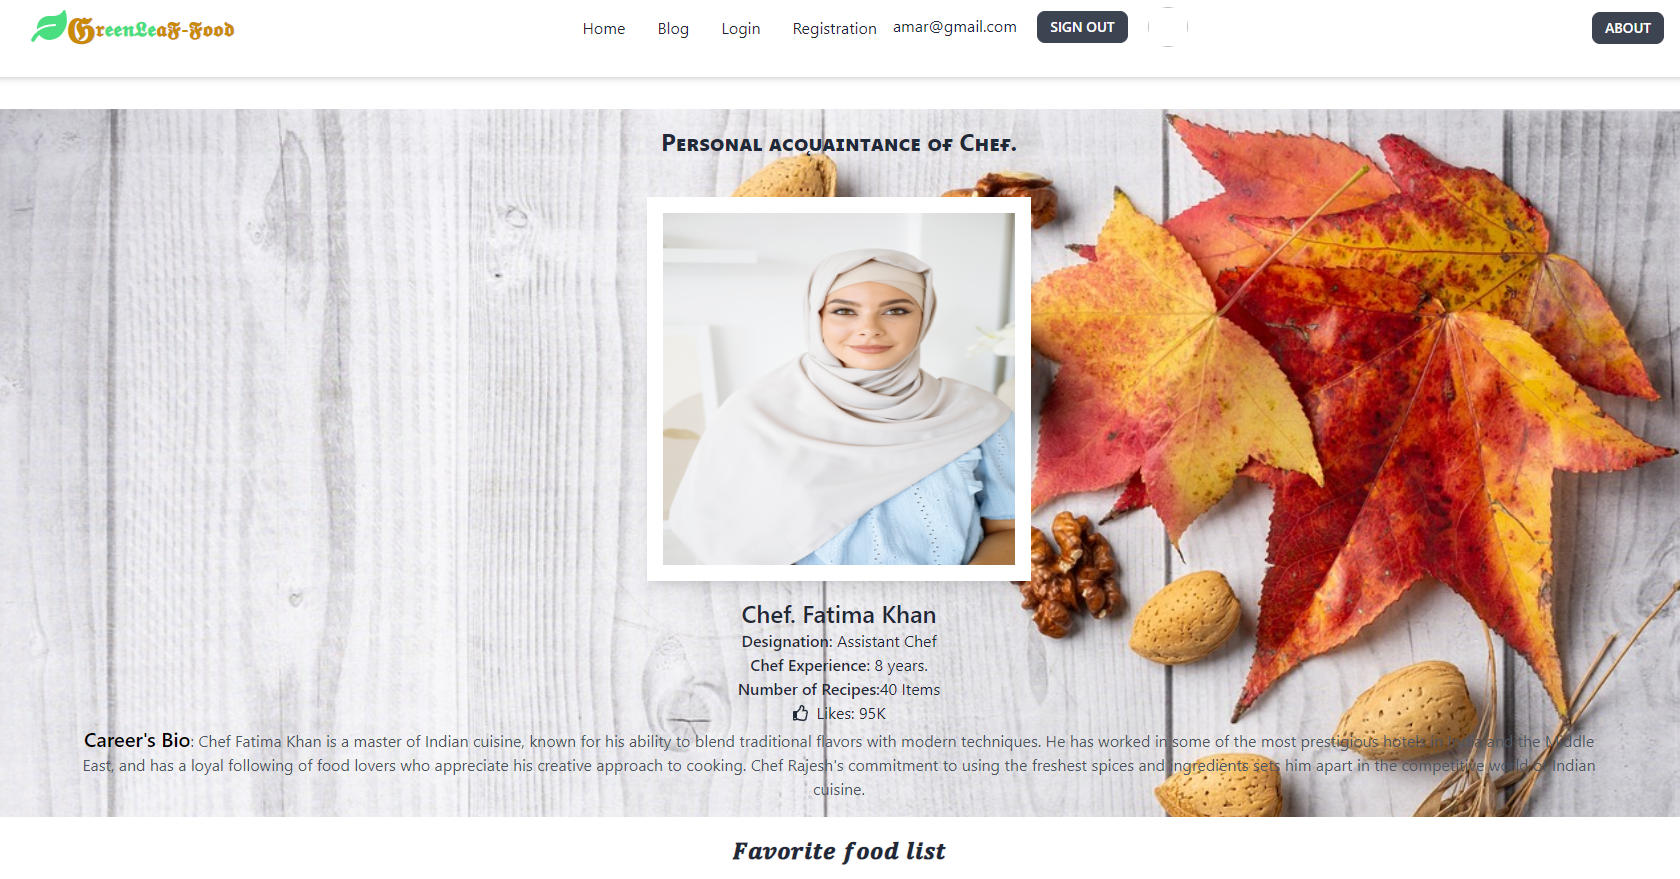 GreenLeaF-Food
Home Blog Login Registration amar@gmail.com SIGN OUT ABOUT
Personal acquaintance of Chef.
Chef. Fatima Khan
Designation: Assistant Chef
Chef Experience: 8 years.
Number of Recipes:40 Items
Likes: 95K
Career's Bio: Chef Fatima Khan is a master of Indian cuisine, known for his ability to blend traditional flavors with modern techniques. He has worked in some of the most prestigious hotels in India and the Middle
East, and has a loyal following of food lovers who appreciate his creative approach to cooking. Chef Rajesh's commitment to using the freshest spices and ingredients sets him apart in the competitive world of Indian
cuisine.
Favorite food list